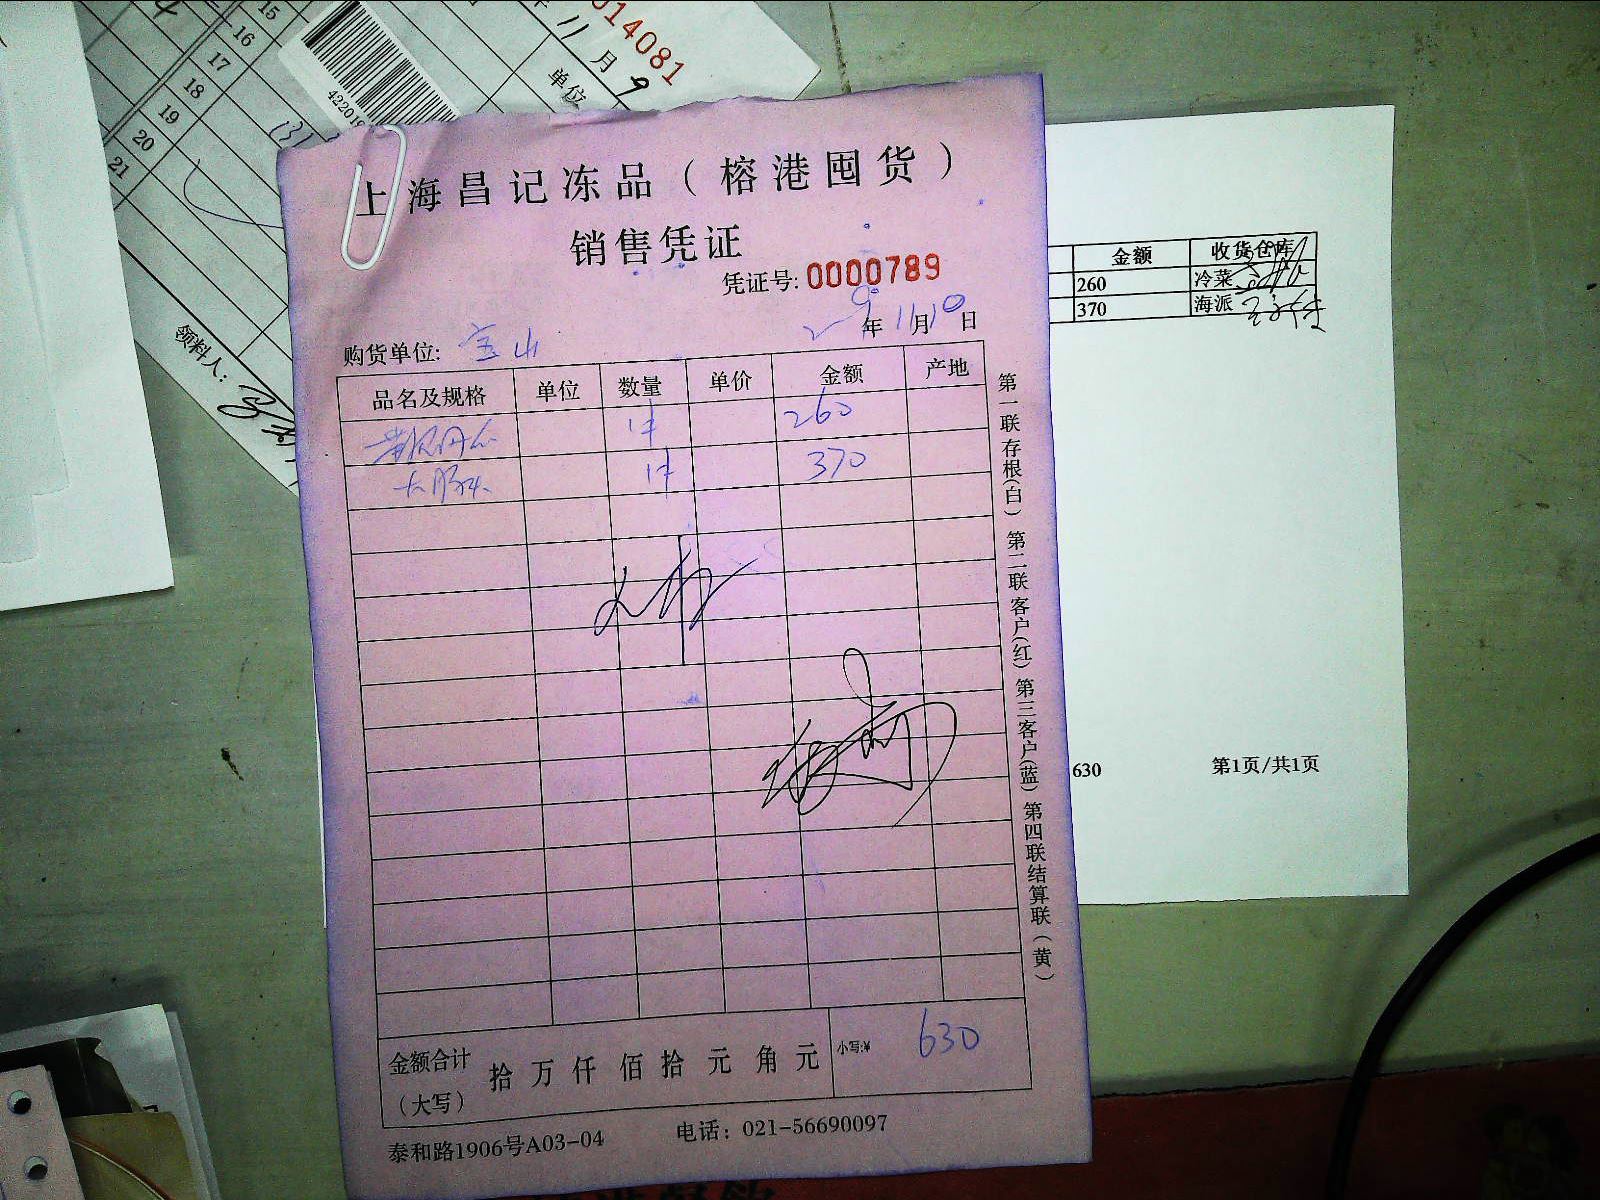 15
16
17
18
19
20
21
领料人:
11月9
014081
单位
上海昌记冻品（榕港囤货）
销售凭证
凭证号: 0000789
年11月10日
购货单位: 宝山
品名及规格 单位 数量 单价 金额 产地
1件 260
1件 370
630
金额合计（大写） 拾 万 仟 佰 拾 元 角 元 小写:¥ 630
泰和路1906号A03-04 电话：021-56690097
第一联存根(白) 第二联客户(红) 第三客户(蓝) 第四联结算联（黄）
金额 收货仓库
260 冷菜
370 海派
630 第1页/共1页